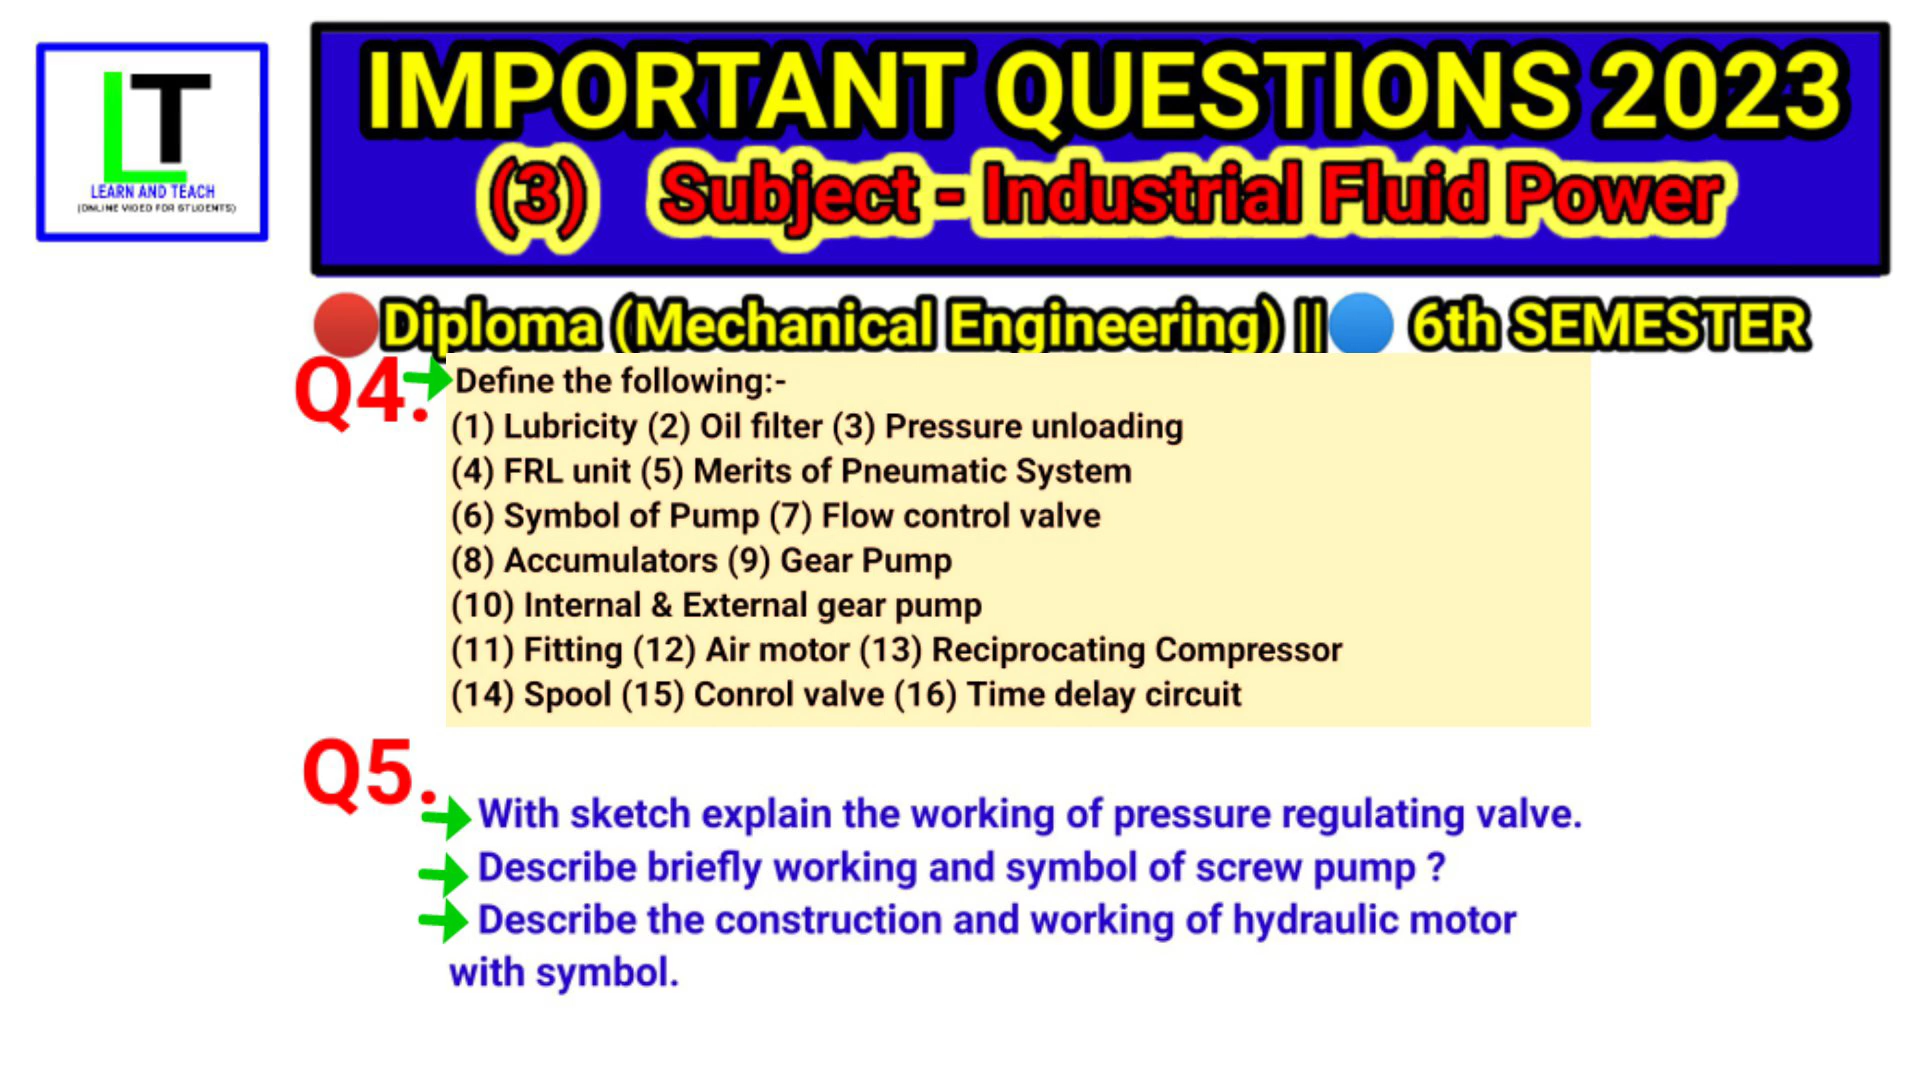 LT
LEARN AND TEACH
(ONLINE VIDEO FOR STUDENTS)
IMPORTANT QUESTIONS 2023
(3) Subject - Industrial Fluid Power
Diploma (Mechanical Engineering) || 6th SEMESTER
Q4. Define the following:-
(1) Lubricity (2) Oil filter (3) Pressure unloading
(4) FRL unit (5) Merits of Pneumatic System
(6) Symbol of Pump (7) Flow control valve
(8) Accumulators (9) Gear Pump
(10) Internal & External gear pump
(11) Fitting (12) Air motor (13) Reciprocating Compressor
(14) Spool (15) Conrol valve (16) Time delay circuit
Q5.
With sketch explain the working of pressure regulating valve.
Describe briefly working and symbol of screw pump ?
Describe the construction and working of hydraulic motor
with symbol.